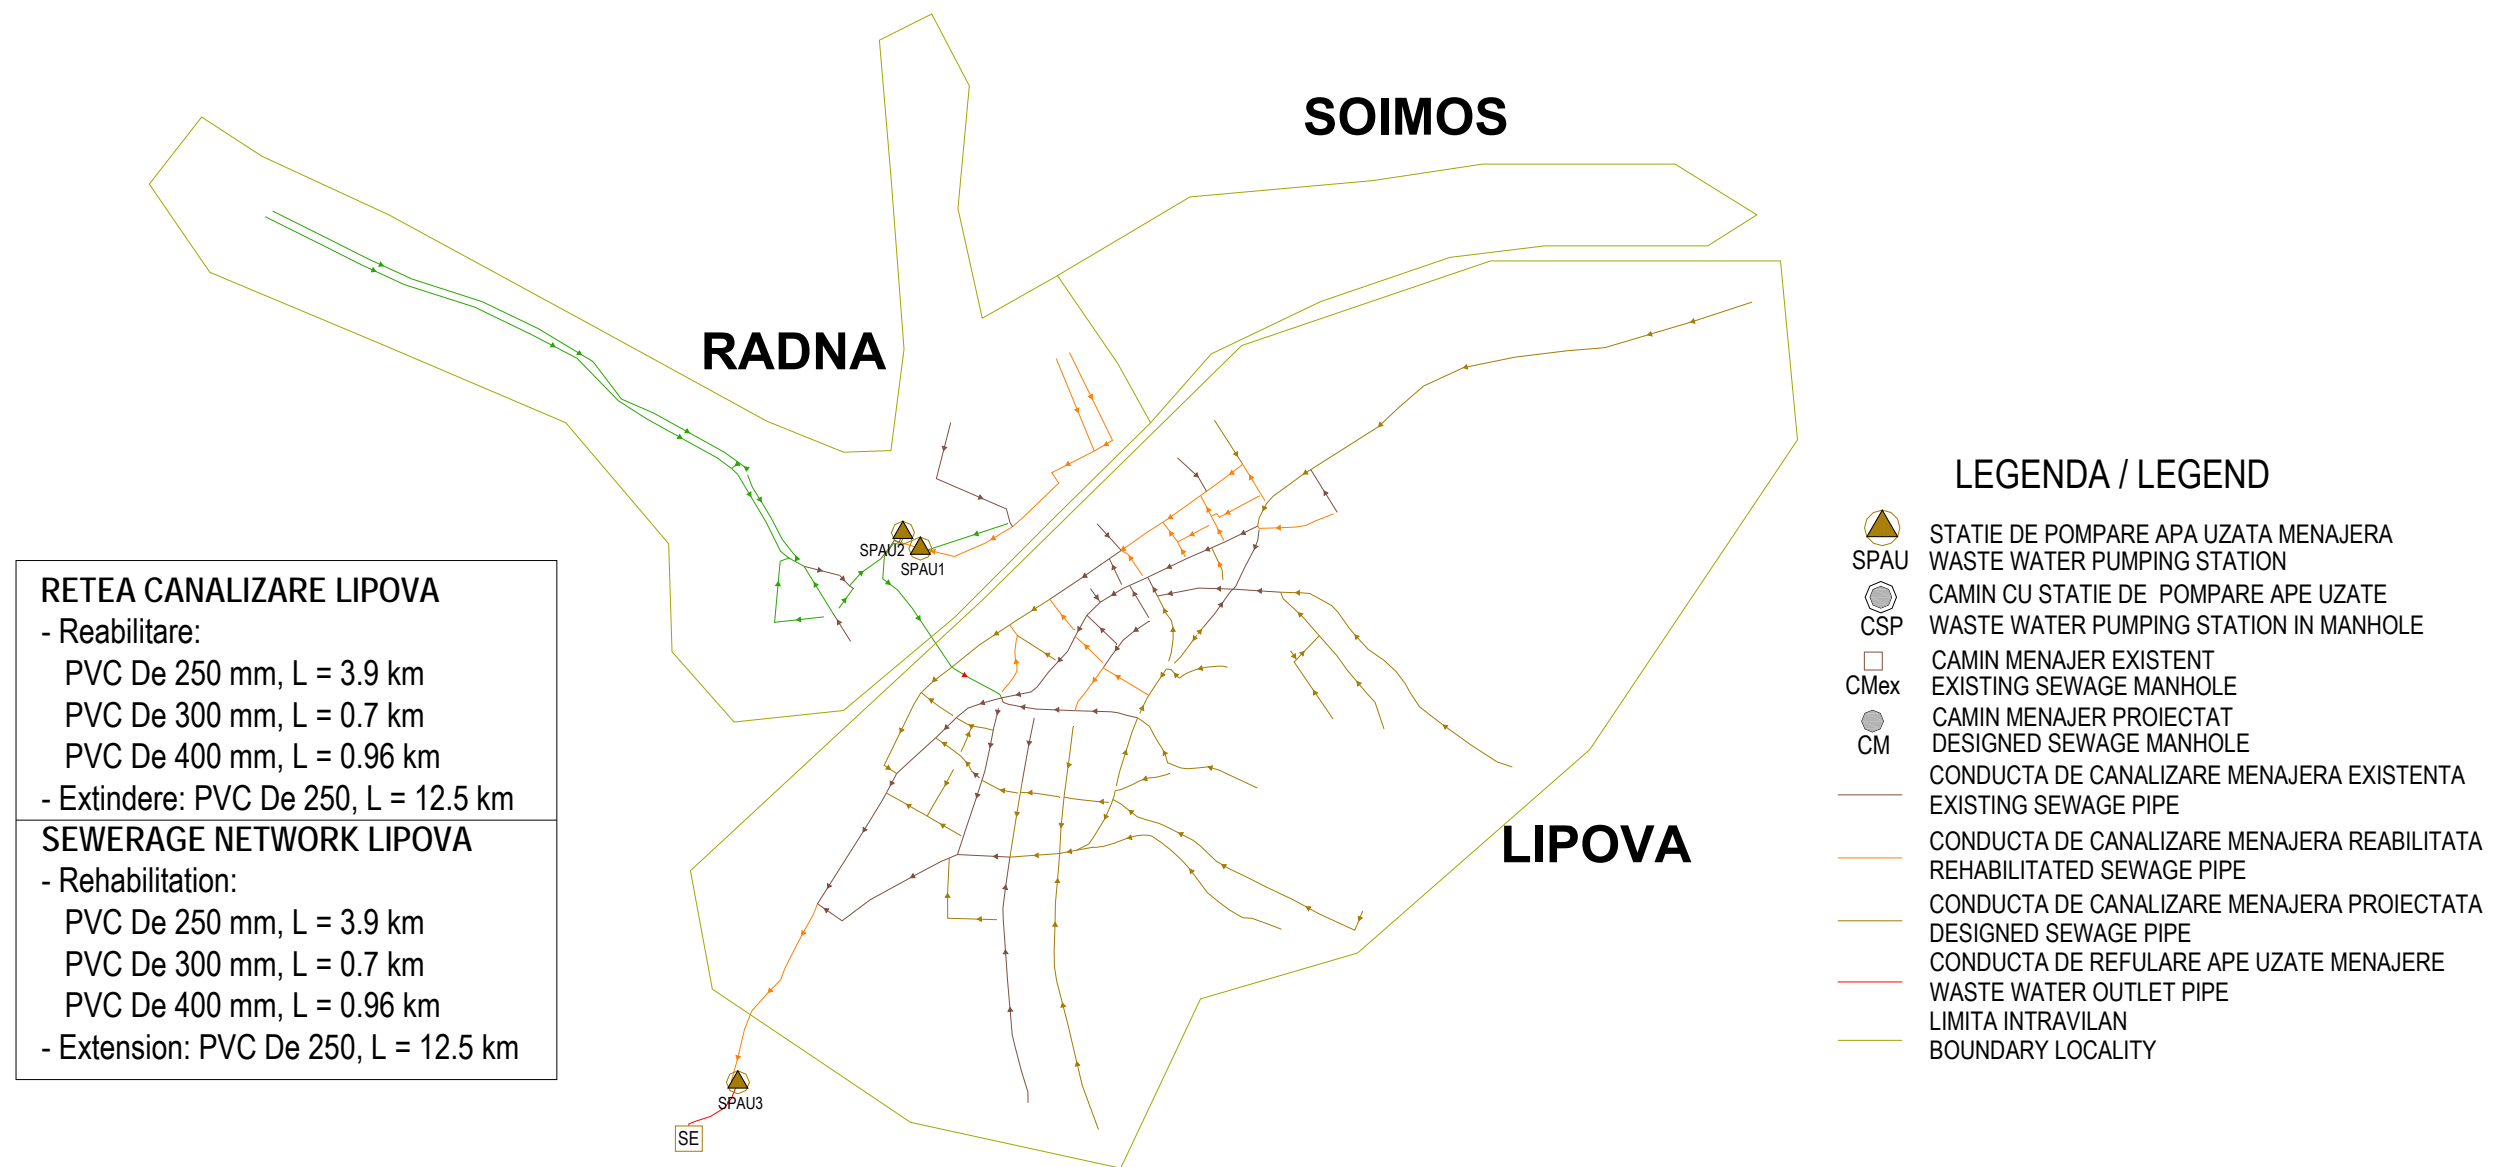 SOIMOS
RADNA
LIPOVA
SPAU2
SPAU1
SPAU3
SE
RETEA CANALIZARE LIPOVA
- Reabilitare:
PVC De 250 mm, L = 3.9 km
PVC De 300 mm, L = 0.7 km
PVC De 400 mm, L = 0.96 km
- Extindere: PVC De 250, L = 12.5 km
SEWERAGE NETWORK LIPOVA
- Rehabilitation:
PVC De 250 mm, L = 3.9 km
PVC De 300 mm, L = 0.7 km
PVC De 400 mm, L = 0.96 km
- Extension: PVC De 250, L = 12.5 km
LEGENDA / LEGEND
STATIE DE POMPARE APA UZATA MENAJERA
SPAU WASTE WATER PUMPING STATION
CAMIN CU STATIE DE POMPARE APE UZATE
CSP WASTE WATER PUMPING STATION IN MANHOLE
CAMIN MENAJER EXISTENT
CMex EXISTING SEWAGE MANHOLE
CAMIN MENAJER PROIECTAT
CM DESIGNED SEWAGE MANHOLE
CONDUCTA DE CANALIZARE MENAJERA EXISTENTA
EXISTING SEWAGE PIPE
CONDUCTA DE CANALIZARE MENAJERA REABILITATA
REHABILITATED SEWAGE PIPE
CONDUCTA DE CANALIZARE MENAJERA PROIECTATA
DESIGNED SEWAGE PIPE
CONDUCTA DE REFULARE APE UZATE MENAJERE
WASTE WATER OUTLET PIPE
LIMITA INTRAVILAN
BOUNDARY LOCALITY